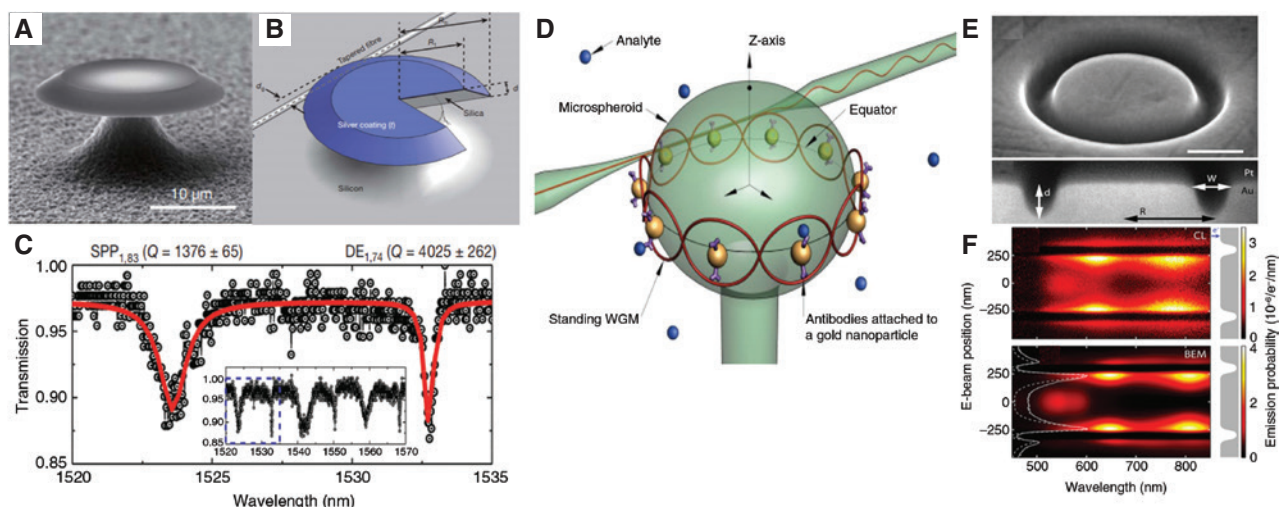 A
10 µm
B
Tapered fibre
R₁
d
Silica
Silver coating (t)
Silicon
C
SPP₁,₈₃ (Q = 1376 ± 65)
DE₁,₇₄ (Q = 4025 ± 262)
1.00
0.95
0.90
0.85
Transmission
1.00
0.95
0.90
0.85
1520 1530 1540 1550 1560 1570
1520
1525
1530
1535
Wavelength (nm)
D
Analyte
Z-axis
Microspheroid
Equator
Standing WGM
Antibodies attached to
a gold nanoparticle
E
Pt
Au
d
W
R
F
CL
250
0
−250
3
2
1
0
BEM
250
0
−250
4
2
0
E-beam position (nm)
Emission probability (10⁻⁶/e⁻/nm)
500 600 700 800
Wavelength (nm)